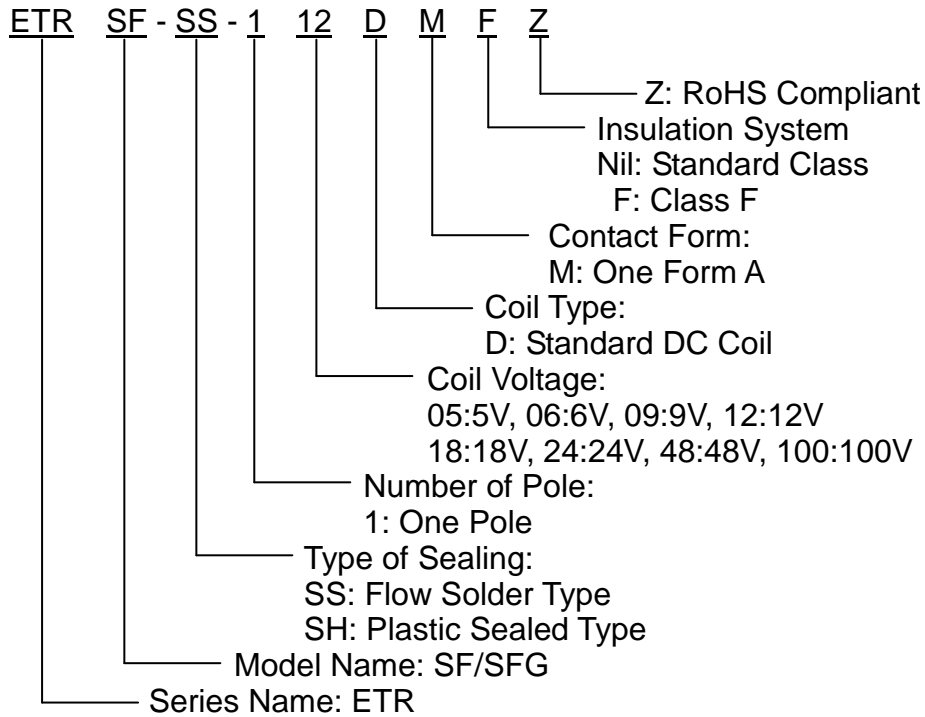 ETR SF - SS - 1 12 D M F Z
Z: RoHS Compliant
Insulation System
Nil: Standard Class
F: Class F
Contact Form:
M: One Form A
Coil Type:
D: Standard DC Coil
Coil Voltage:
05:5V, 06:6V, 09:9V, 12:12V
18:18V, 24:24V, 48:48V, 100:100V
Number of Pole:
1: One Pole
Type of Sealing:
SS: Flow Solder Type
SH: Plastic Sealed Type
Model Name: SF/SFG
Series Name: ETR